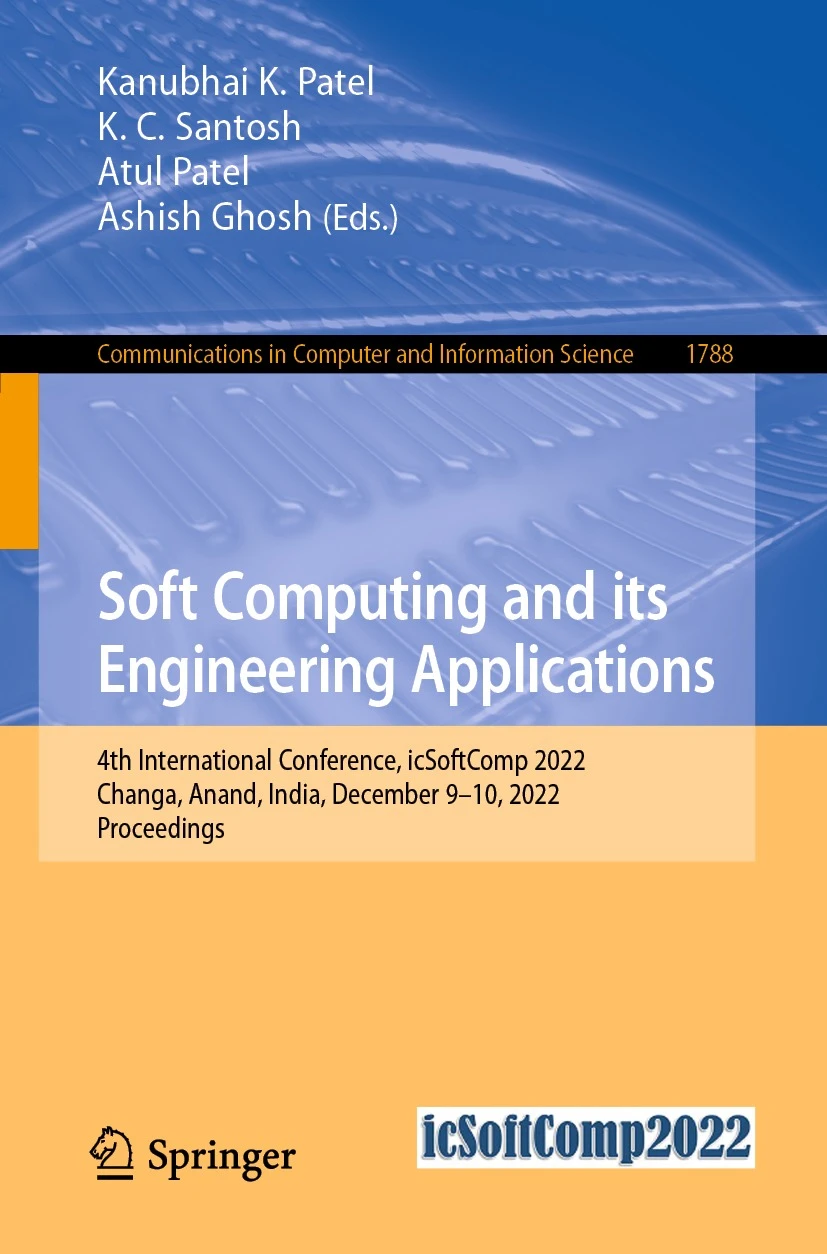 Kanubhai K. Patel
K. C. Santosh
Atul Patel
Ashish Ghosh (Eds.)
Communications in Computer and Information Science 1788
Soft Computing and its
Engineering Applications
4th International Conference, icSoftComp 2022
Changa, Anand, India, December 9–10, 2022
Proceedings
Springer
icSoftComp2022